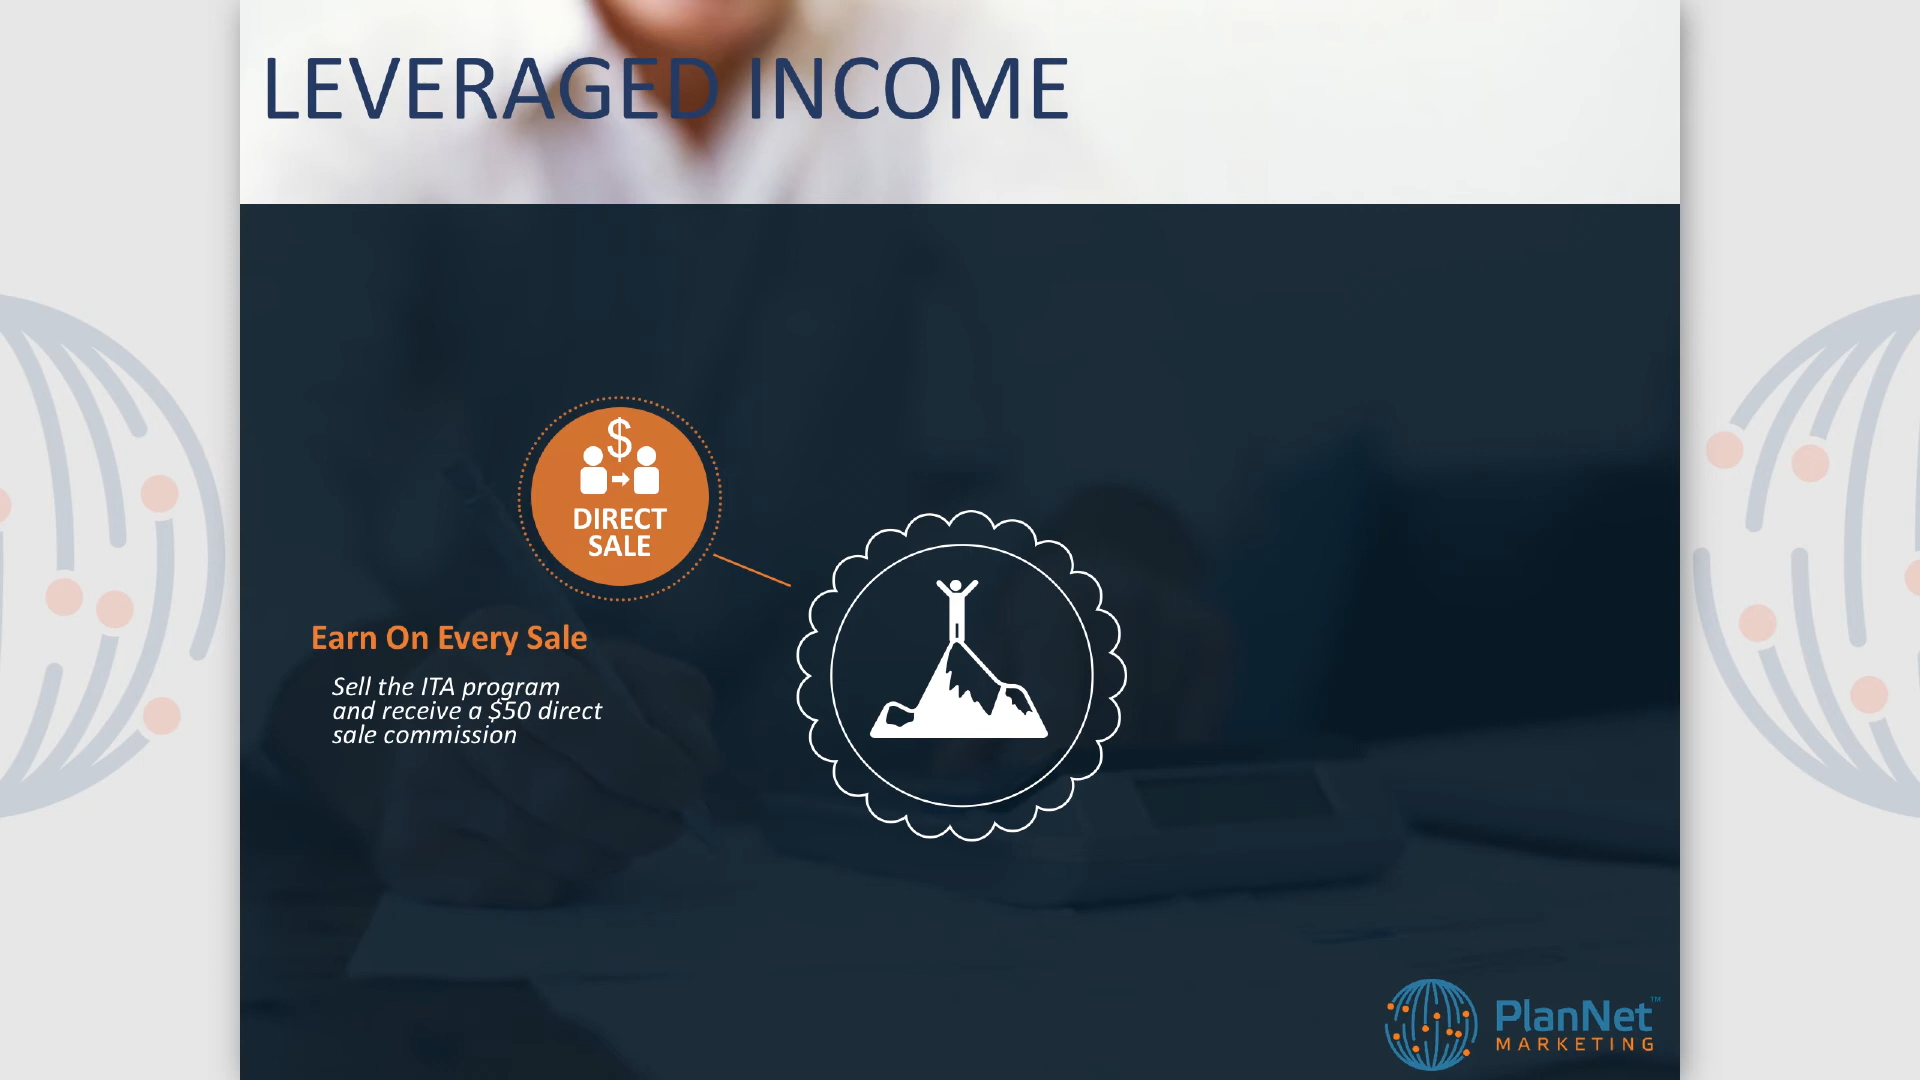 LEVERAGED INCOME
$
DIRECT
SALE
Earn On Every Sale
Sell the ITA program
and receive a $50 direct
sale commission
PlanNet™
MARKETING